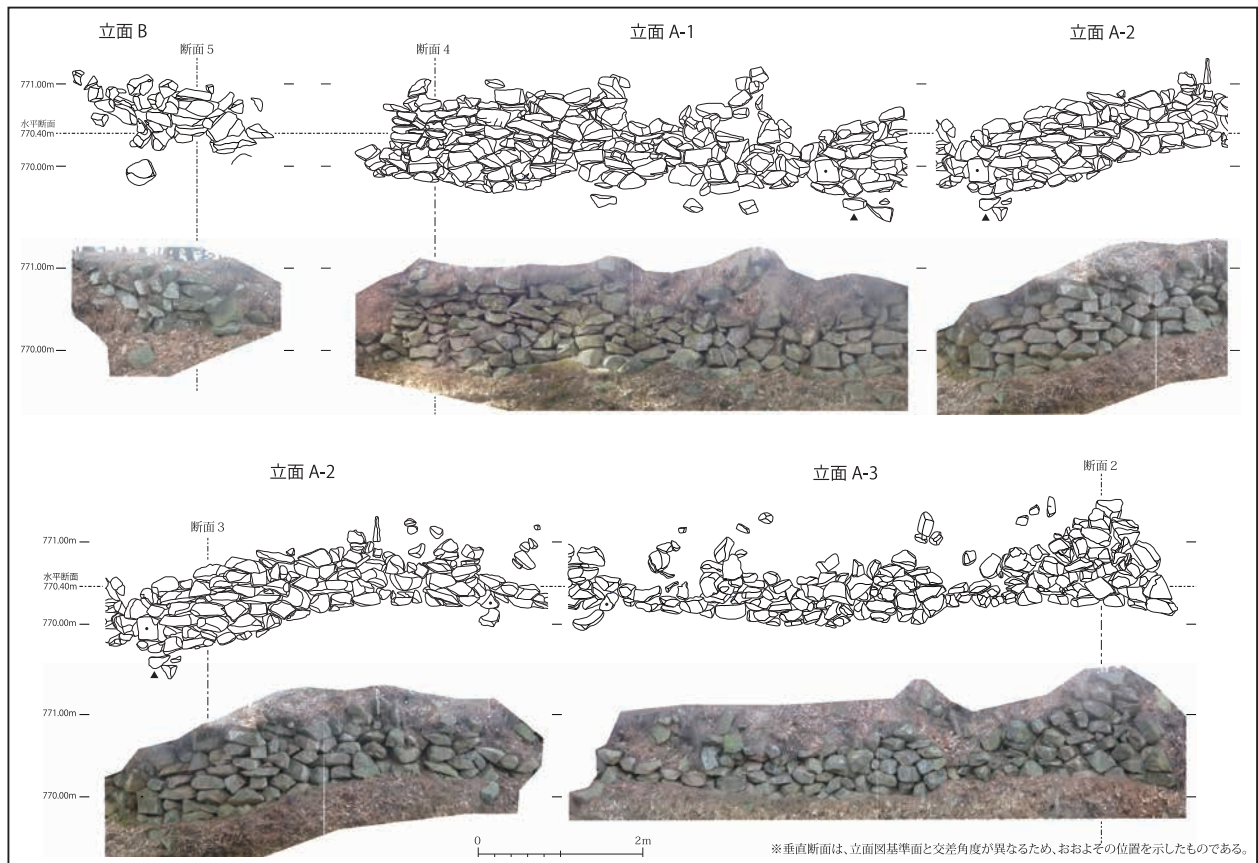 立面 B
立面 A-1
立面 A-2
断面 5
断面 4
771.00m
水平断面
770.40m
770.00m
771.00m
770.00m
立面 A-2
立面 A-3
断面 3
断面 2
771.00m
水平断面
770.40m
770.00m
771.00m
770.00m
0 2m
※垂直断面は、立面図基準面と交差角度が異なるため、おおよその位置を示したものである。